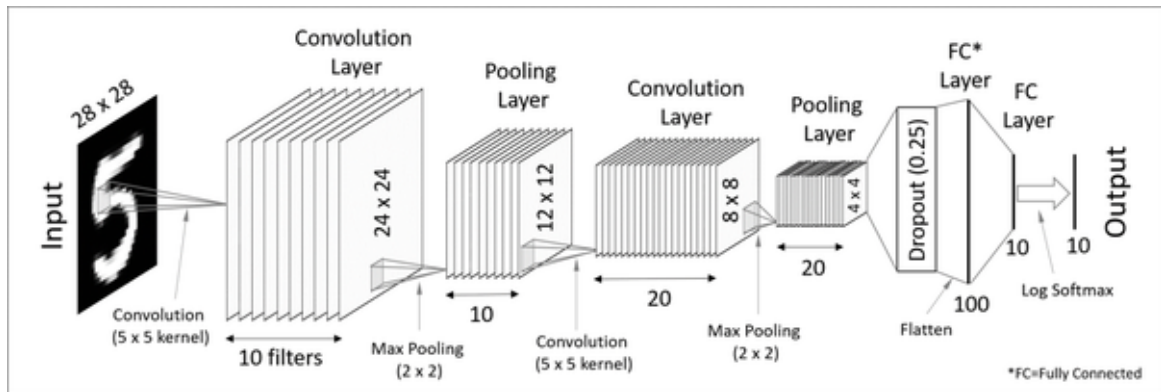 Input
28 x 28
Convolution
(5 x 5 kernel)
Convolution
Layer
24 x 24
10 filters
Max Pooling
(2 x 2)
Pooling
Layer
12 x 12
10
Convolution
(5 x 5 kernel)
Convolution
Layer
8 x 8
20
Max Pooling
(2 x 2)
Pooling
Layer
4 x 4
20
Dropout (0.25)
Flatten
FC*
Layer
100
FC
Layer
10
Log Softmax
10
Output
*FC=Fully Connected